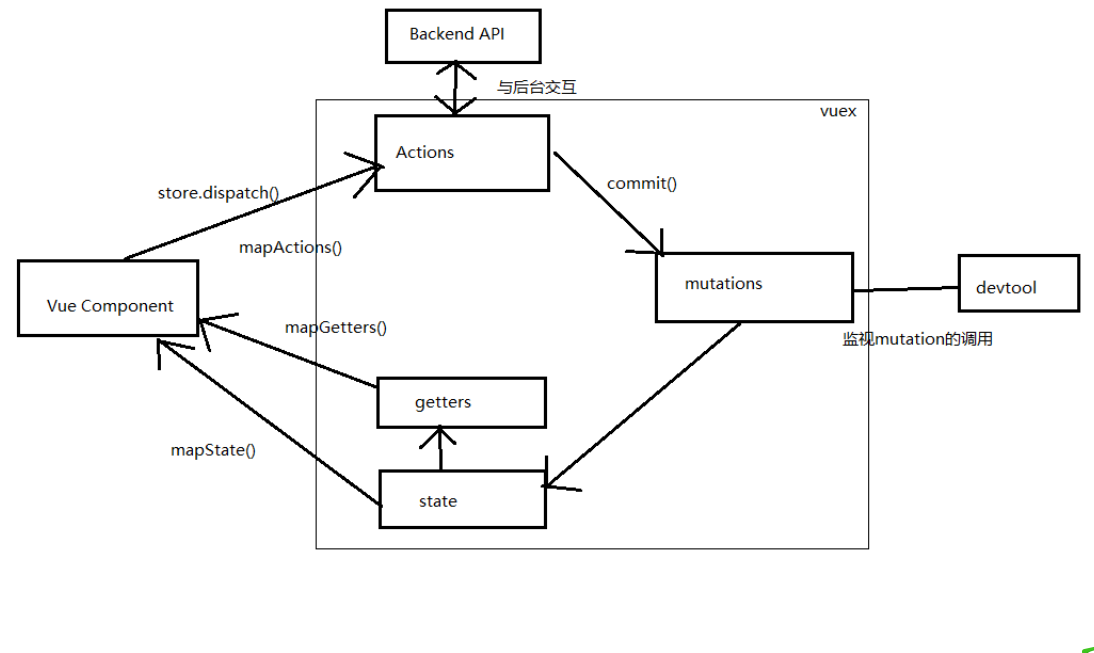 Backend API
与后台交互
vuex
Actions
store.dispatch()
commit()
mapActions()
Vue Component
mutations
devtool
mapGetters()
监视mutation的调用
getters
mapState()
state